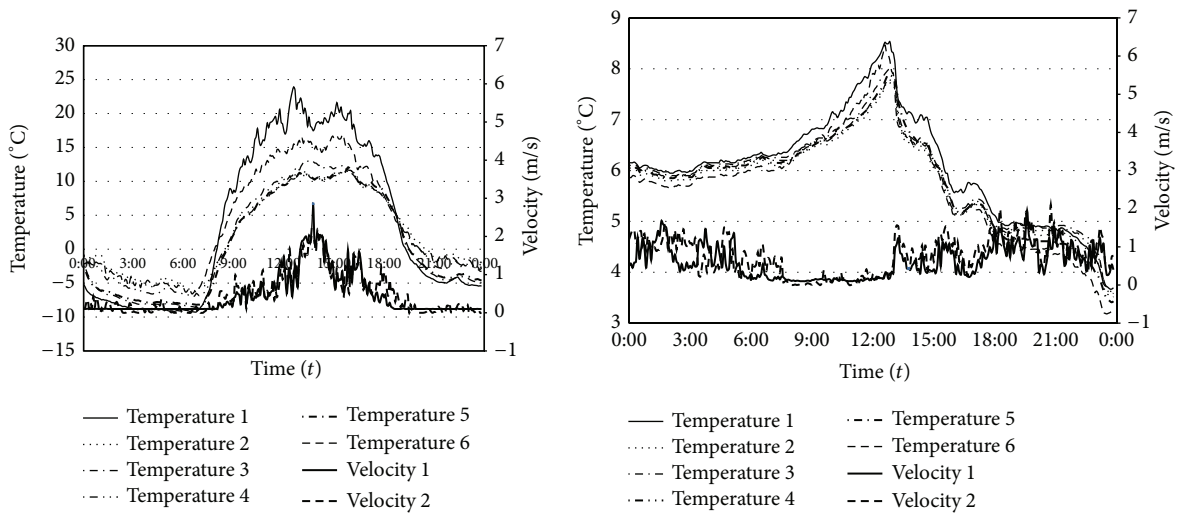 30
25
20
15
10
5
0
−5
−10
−15
Temperature (°C)
7
6
5
4
3
2
1
0
−1
Velocity (m/s)
0:00 3:00 6:00 9:00 12:00 15:00 18:00 21:00 0:00
Time (t)
Temperature 1
Temperature 2
Temperature 3
Temperature 4
Temperature 5
Temperature 6
Velocity 1
Velocity 2
9
8
7
6
5
4
3
Temperature (°C)
7
6
5
4
3
2
1
0
−1
Velocity (m/s)
0:00 3:00 6:00 9:00 12:00 15:00 18:00 21:00 0:00
Time (t)
Temperature 1
Temperature 2
Temperature 3
Temperature 4
Temperature 5
Temperature 6
Velocity 1
Velocity 2